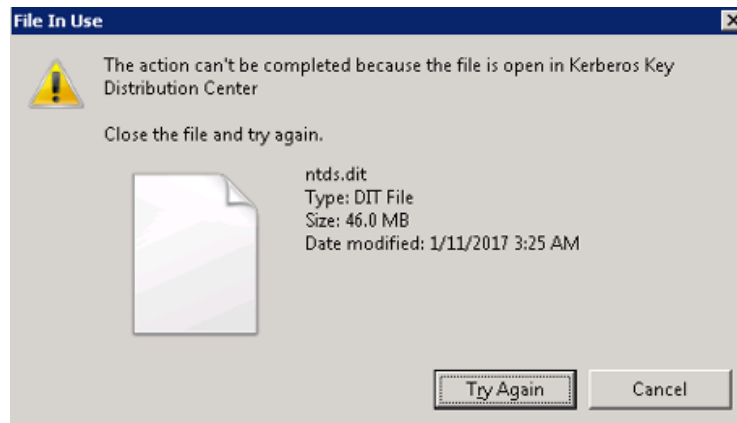 File In Use
The action can't be completed because the file is open in Kerberos Key
Distribution Center
Close the file and try again.
ntds.dit
Type: DIT File
Size: 46.0 MB
Date modified: 1/11/2017 3:25 AM
Try Again
Cancel